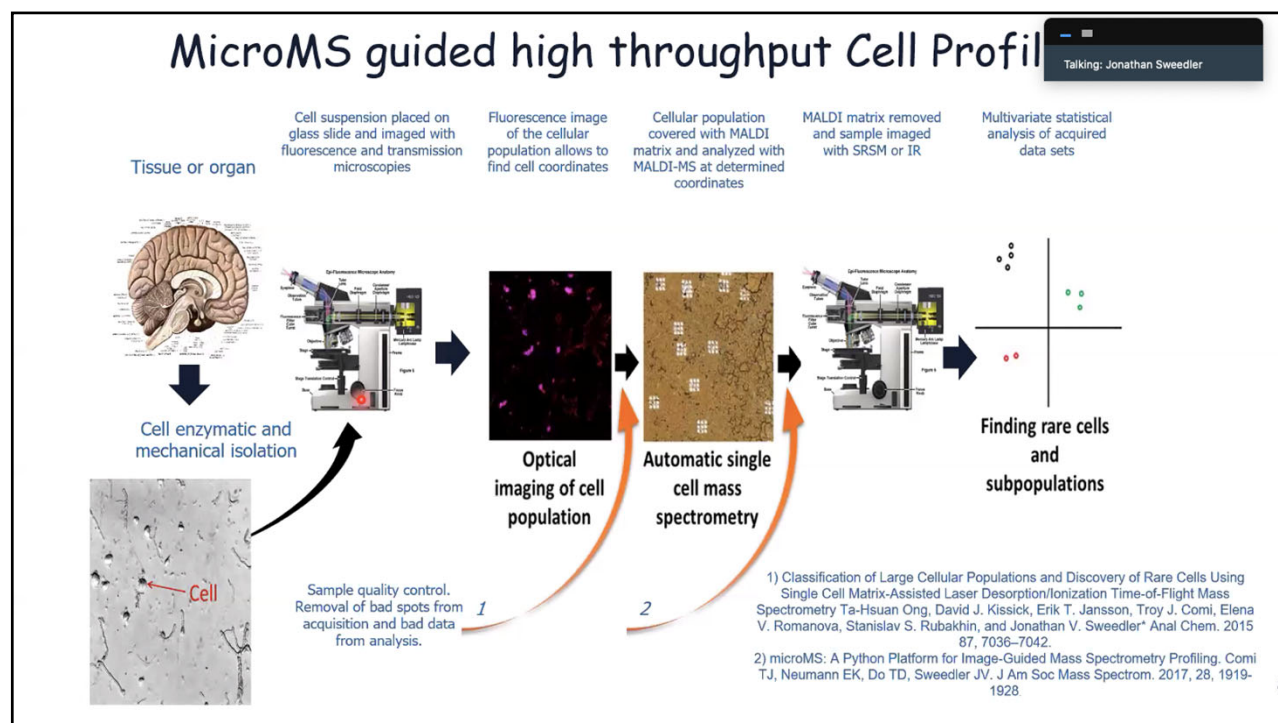 MicroMS guided high throughput Cell Profil
Talking: Jonathan Sweedler
Tissue or organ
Cell suspension placed on
glass slide and imaged with
fluorescence and transmission
microscopies
Fluorescence image
of the cellular
population allows to
find cell coordinates
Cellular population
covered with MALDI
matrix and analyzed with
MALDI-MS at determined
coordinates
MALDI matrix removed
and sample imaged
with SRSM or IR
Multivariate statistical
analysis of acquired
data sets
Epi-Fluorescence Microscope Anatomy
Epi-Fluorescence Microscope Anatomy
Cell enzymatic and
mechanical isolation
Cell
Optical
imaging of cell
population
Automatic single
cell mass
spectrometry
Finding rare cells
and
subpopulations
Sample quality control.
Removal of bad spots from
acquisition and bad data
from analysis.
1
2
1) Classification of Large Cellular Populations and Discovery of Rare Cells Using
Single Cell Matrix-Assisted Laser Desorption/Ionization Time-of-Flight Mass
Spectrometry Ta-Hsuan Ong, David J. Kissick, Erik T. Jansson, Troy J. Comi, Elena
V. Romanova, Stanislav S. Rubakhin, and Jonathan V. Sweedler* Anal Chem. 2015
87, 7036–7042.
2) microMS: A Python Platform for Image-Guided Mass Spectrometry Profiling. Comi
TJ, Neumann EK, Do TD, Sweedler JV. J Am Soc Mass Spectrom. 2017, 28, 1919-
1928.